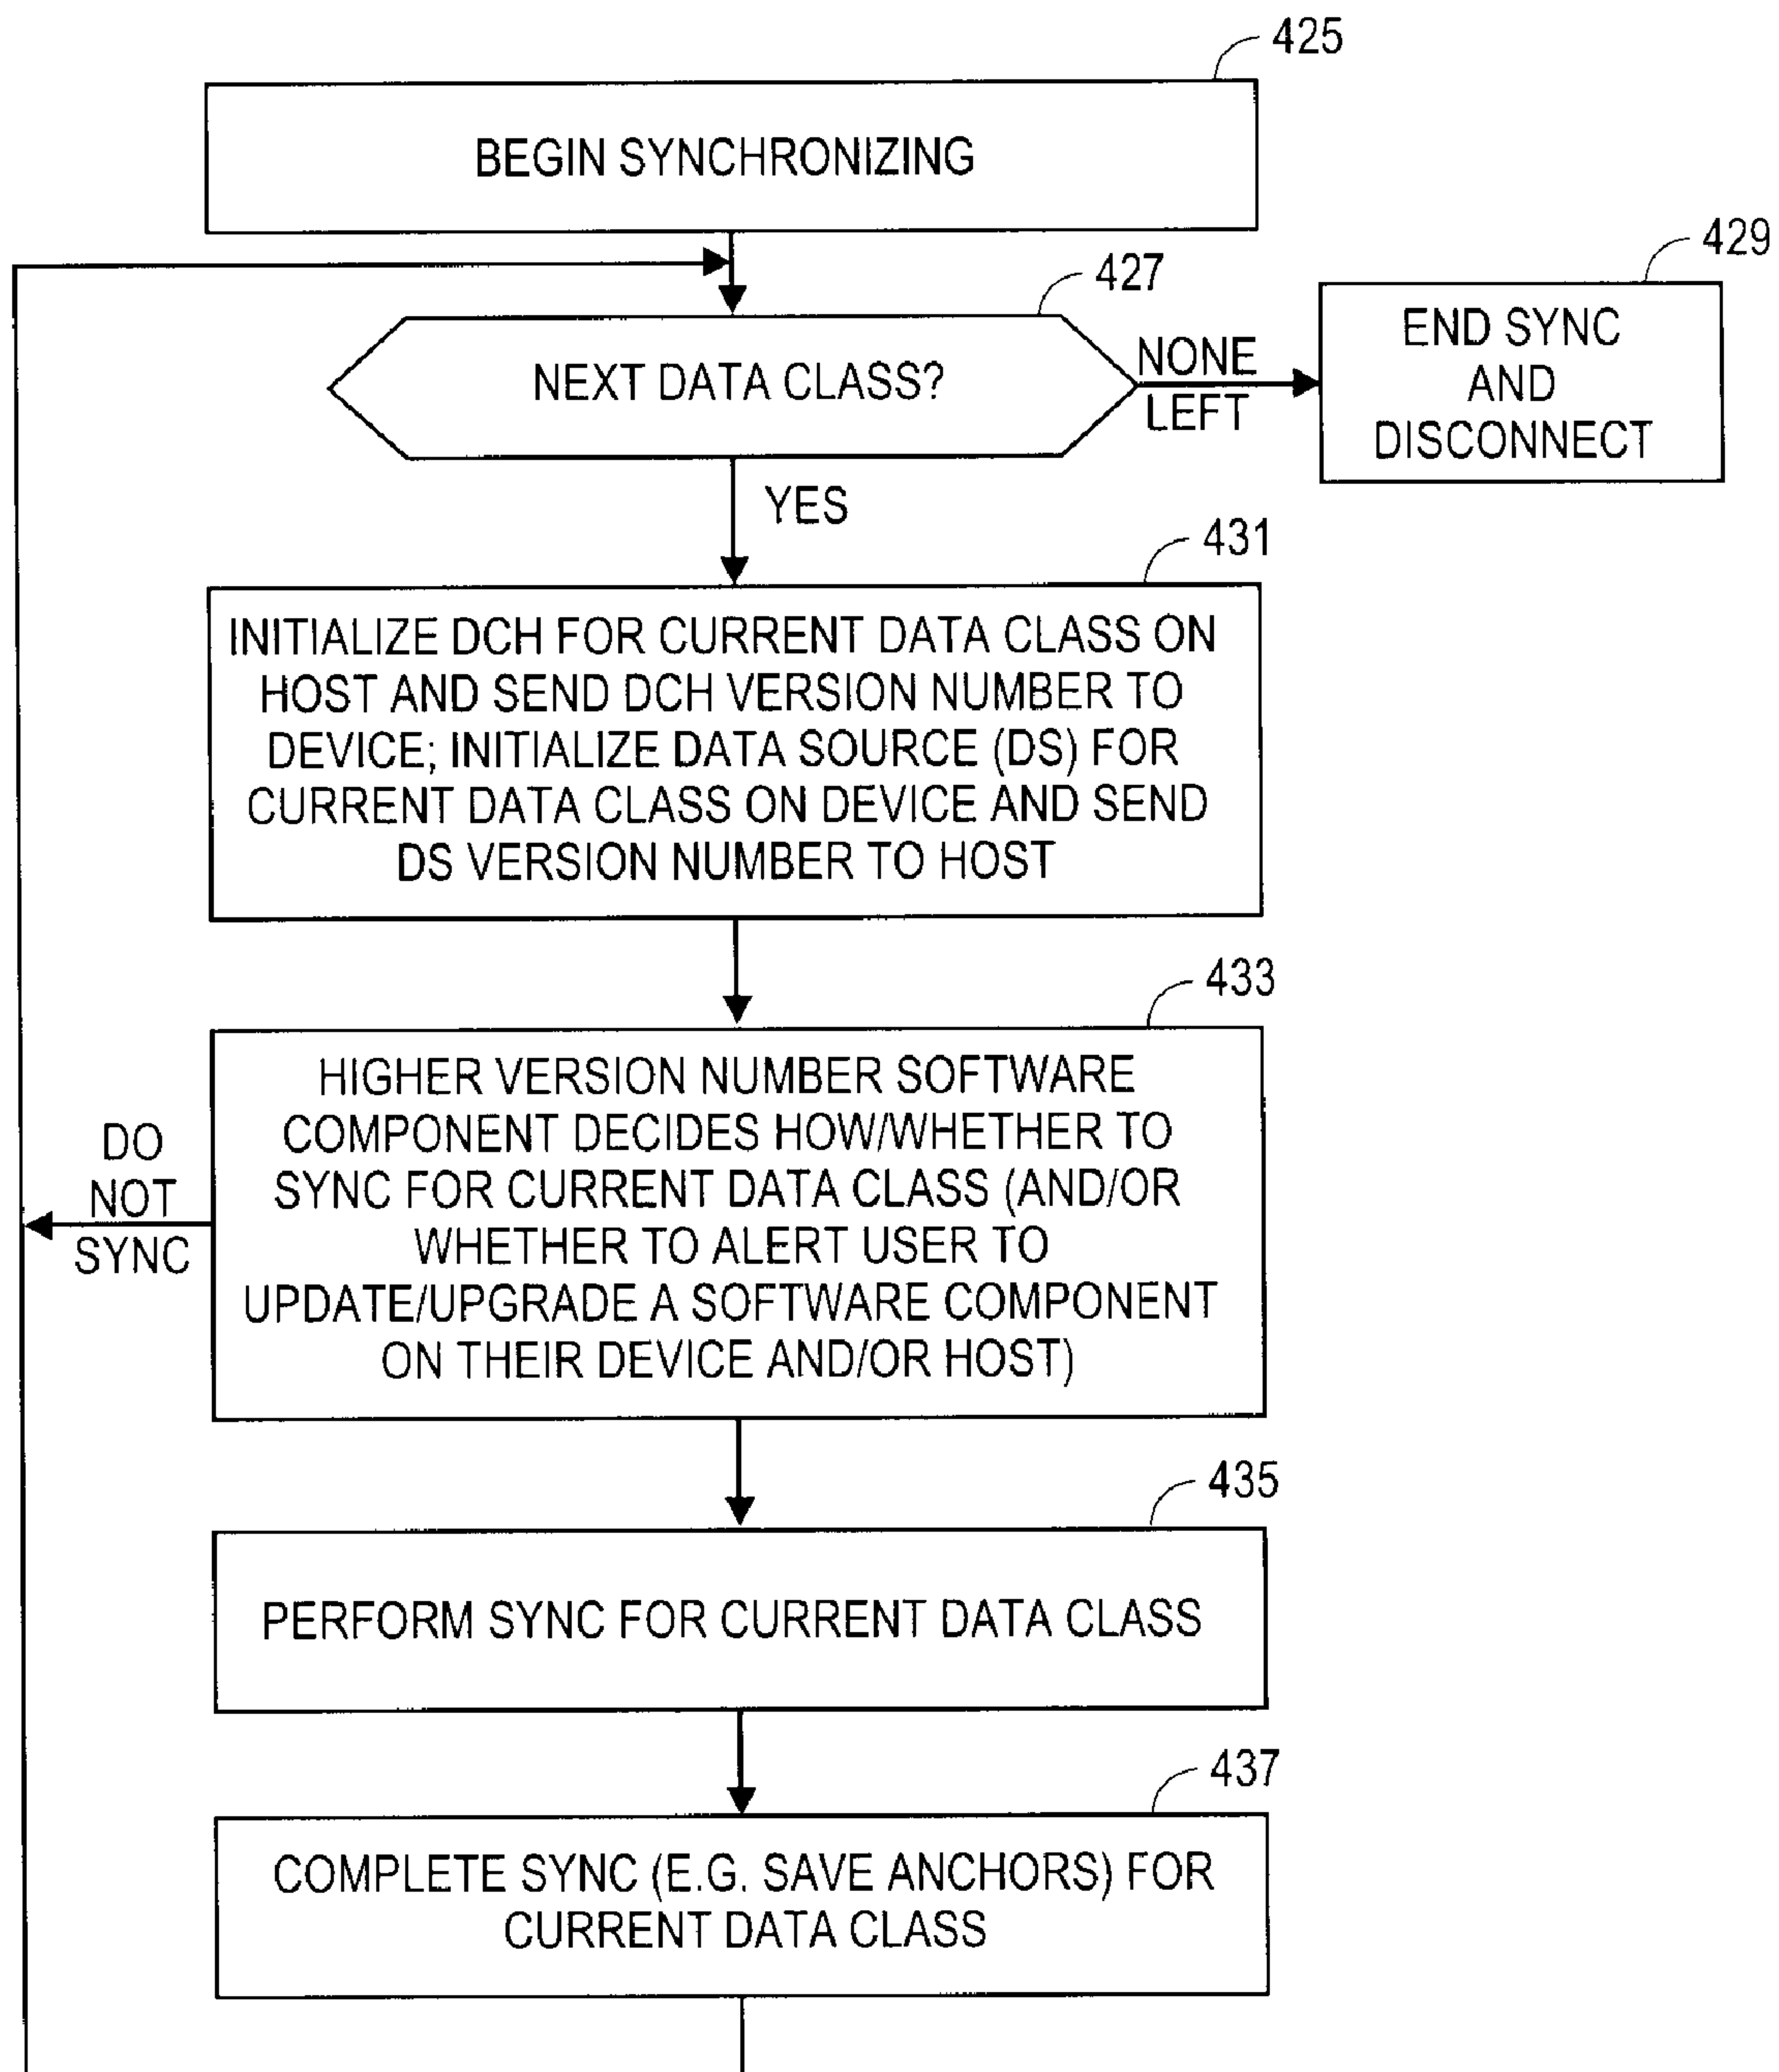 425
BEGIN SYNCHRONIZING
427
429
NEXT DATA CLASS?
NONE
LEFT
END SYNC
AND
DISCONNECT
YES
431
INITIALIZE DCH FOR CURRENT DATA CLASS ON
HOST AND SEND DCH VERSION NUMBER TO
DEVICE; INITIALIZE DATA SOURCE (DS) FOR
CURRENT DATA CLASS ON DEVICE AND SEND
DS VERSION NUMBER TO HOST
433
HIGHER VERSION NUMBER SOFTWARE
COMPONENT DECIDES HOW/WHETHER TO
SYNC FOR CURRENT DATA CLASS (AND/OR
WHETHER TO ALERT USER TO
UPDATE/UPGRADE A SOFTWARE COMPONENT
ON THEIR DEVICE AND/OR HOST)
DO
NOT
SYNC
435
PERFORM SYNC FOR CURRENT DATA CLASS
437
COMPLETE SYNC (E.G. SAVE ANCHORS) FOR
CURRENT DATA CLASS